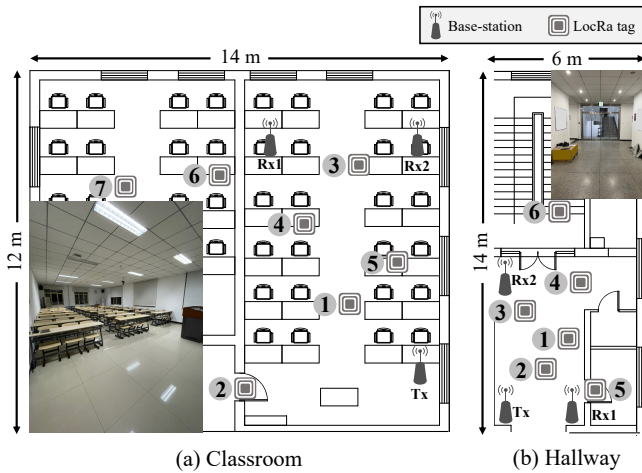 Base-station LocRa tag
14 m 6 m
12 m
14 m
Rx1 Rx2
3
6
7
4
5
1
2
Tx
6
Rx2
4
3
1
2
5
Tx Rx1
(a) Classroom (b) Hallway